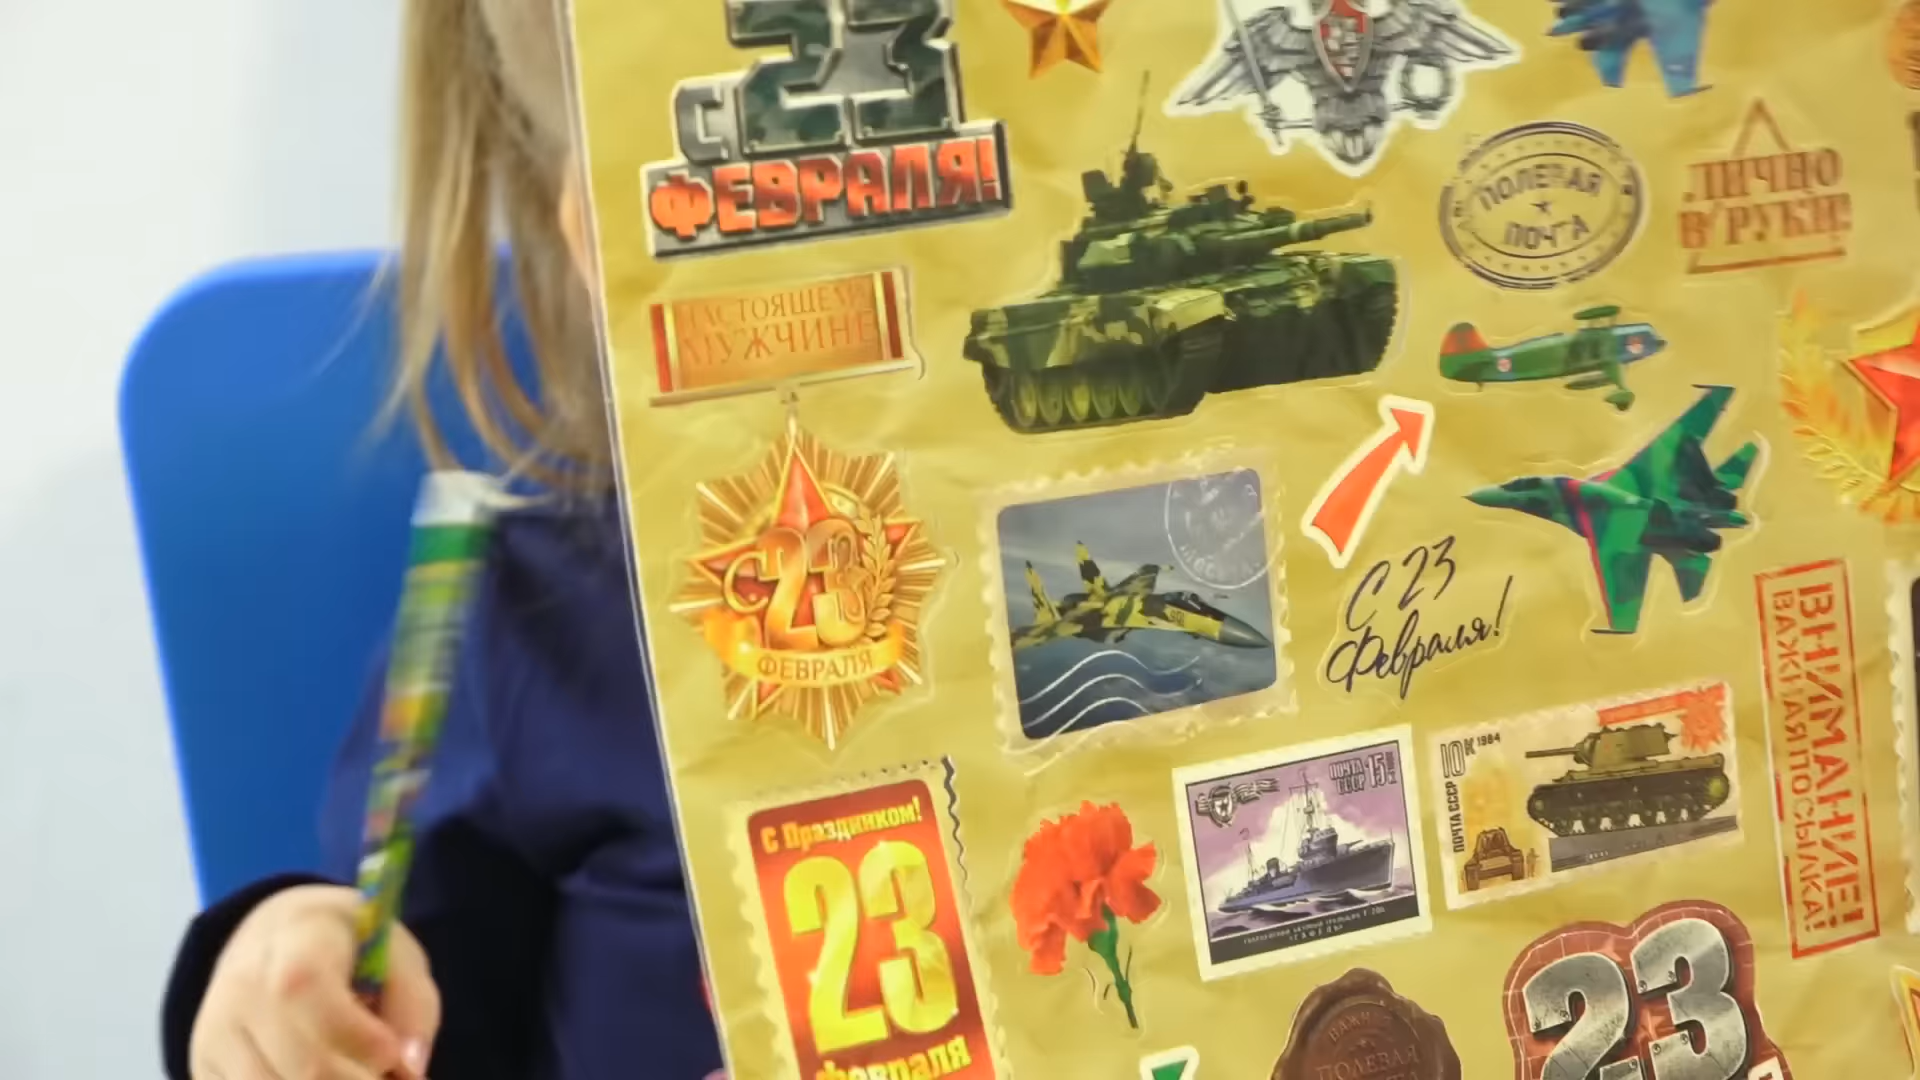 С 23
ФЕВРАЛЯ!
ПОЛЕВАЯ
ПОЧТА
ЛИЧНО
В РУКИ!
НАСТОЯЩЕМУ
МУЖЧИНЕ
С 23
ФЕВРАЛЯ
С 23
Февраля!
ВНИМАНИЕ!
ВАЖНАЯ ПОСЫЛКА!
10К 1984
ПОЧТА СССР
ПОЧТА 15К
СССР
С Праздником!
23
февраля
ПОЛЕВАЯ
23